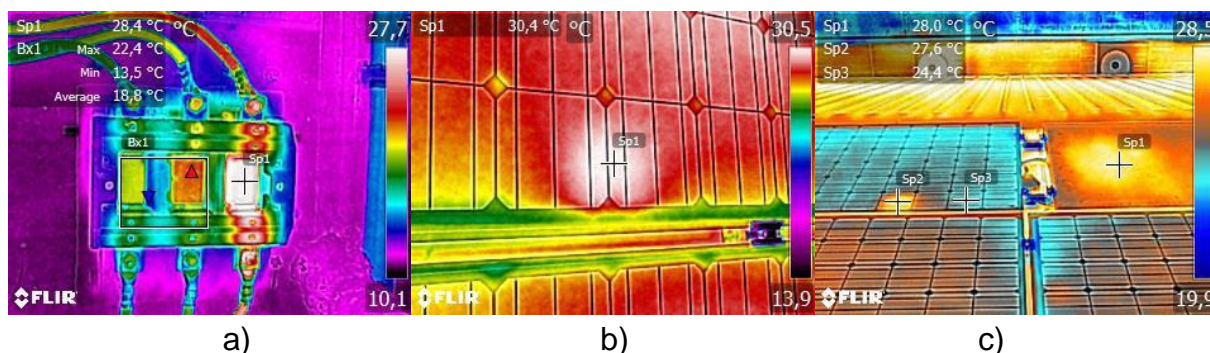 Sp1 28,4 °C °C 27,7
Bx1 Max 22,4 °C
Min 13,5 °C
Average 18,8 °C
Bx1
Sp1
FLIR 10,1
a)
Sp1 30,4 °C °C 30,5
Sp1
FLIR 13,9
b)
Sp1 28,0 °C °C 28,5
Sp2 27,6 °C
Sp3 24,4 °C
Sp1
Sp2 Sp3
FLIR 19,9
c)